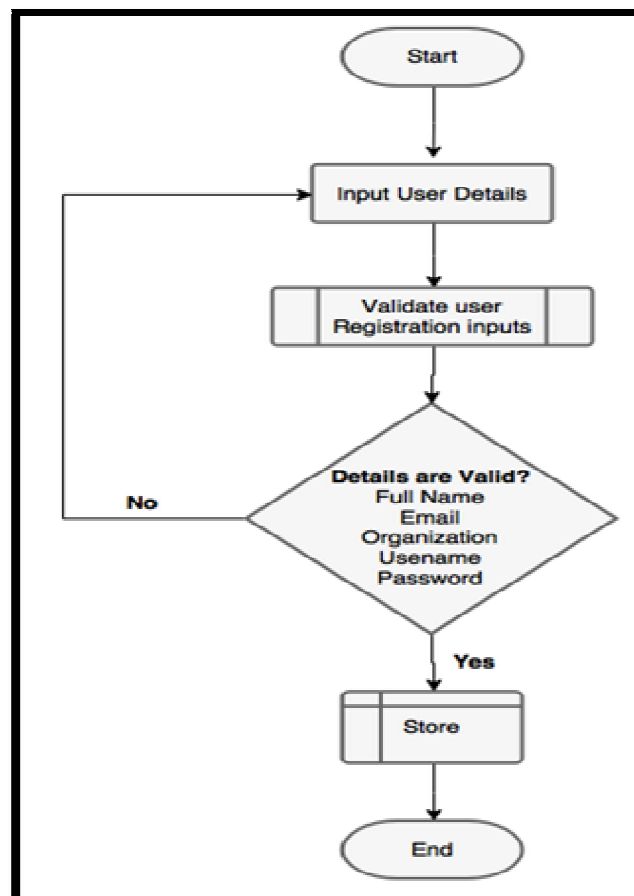 Start
Input User Details
Validate user
Registration inputs
Details are Valid?
Full Name
Email
Organization
Usename
Password
No
Yes
Store
End